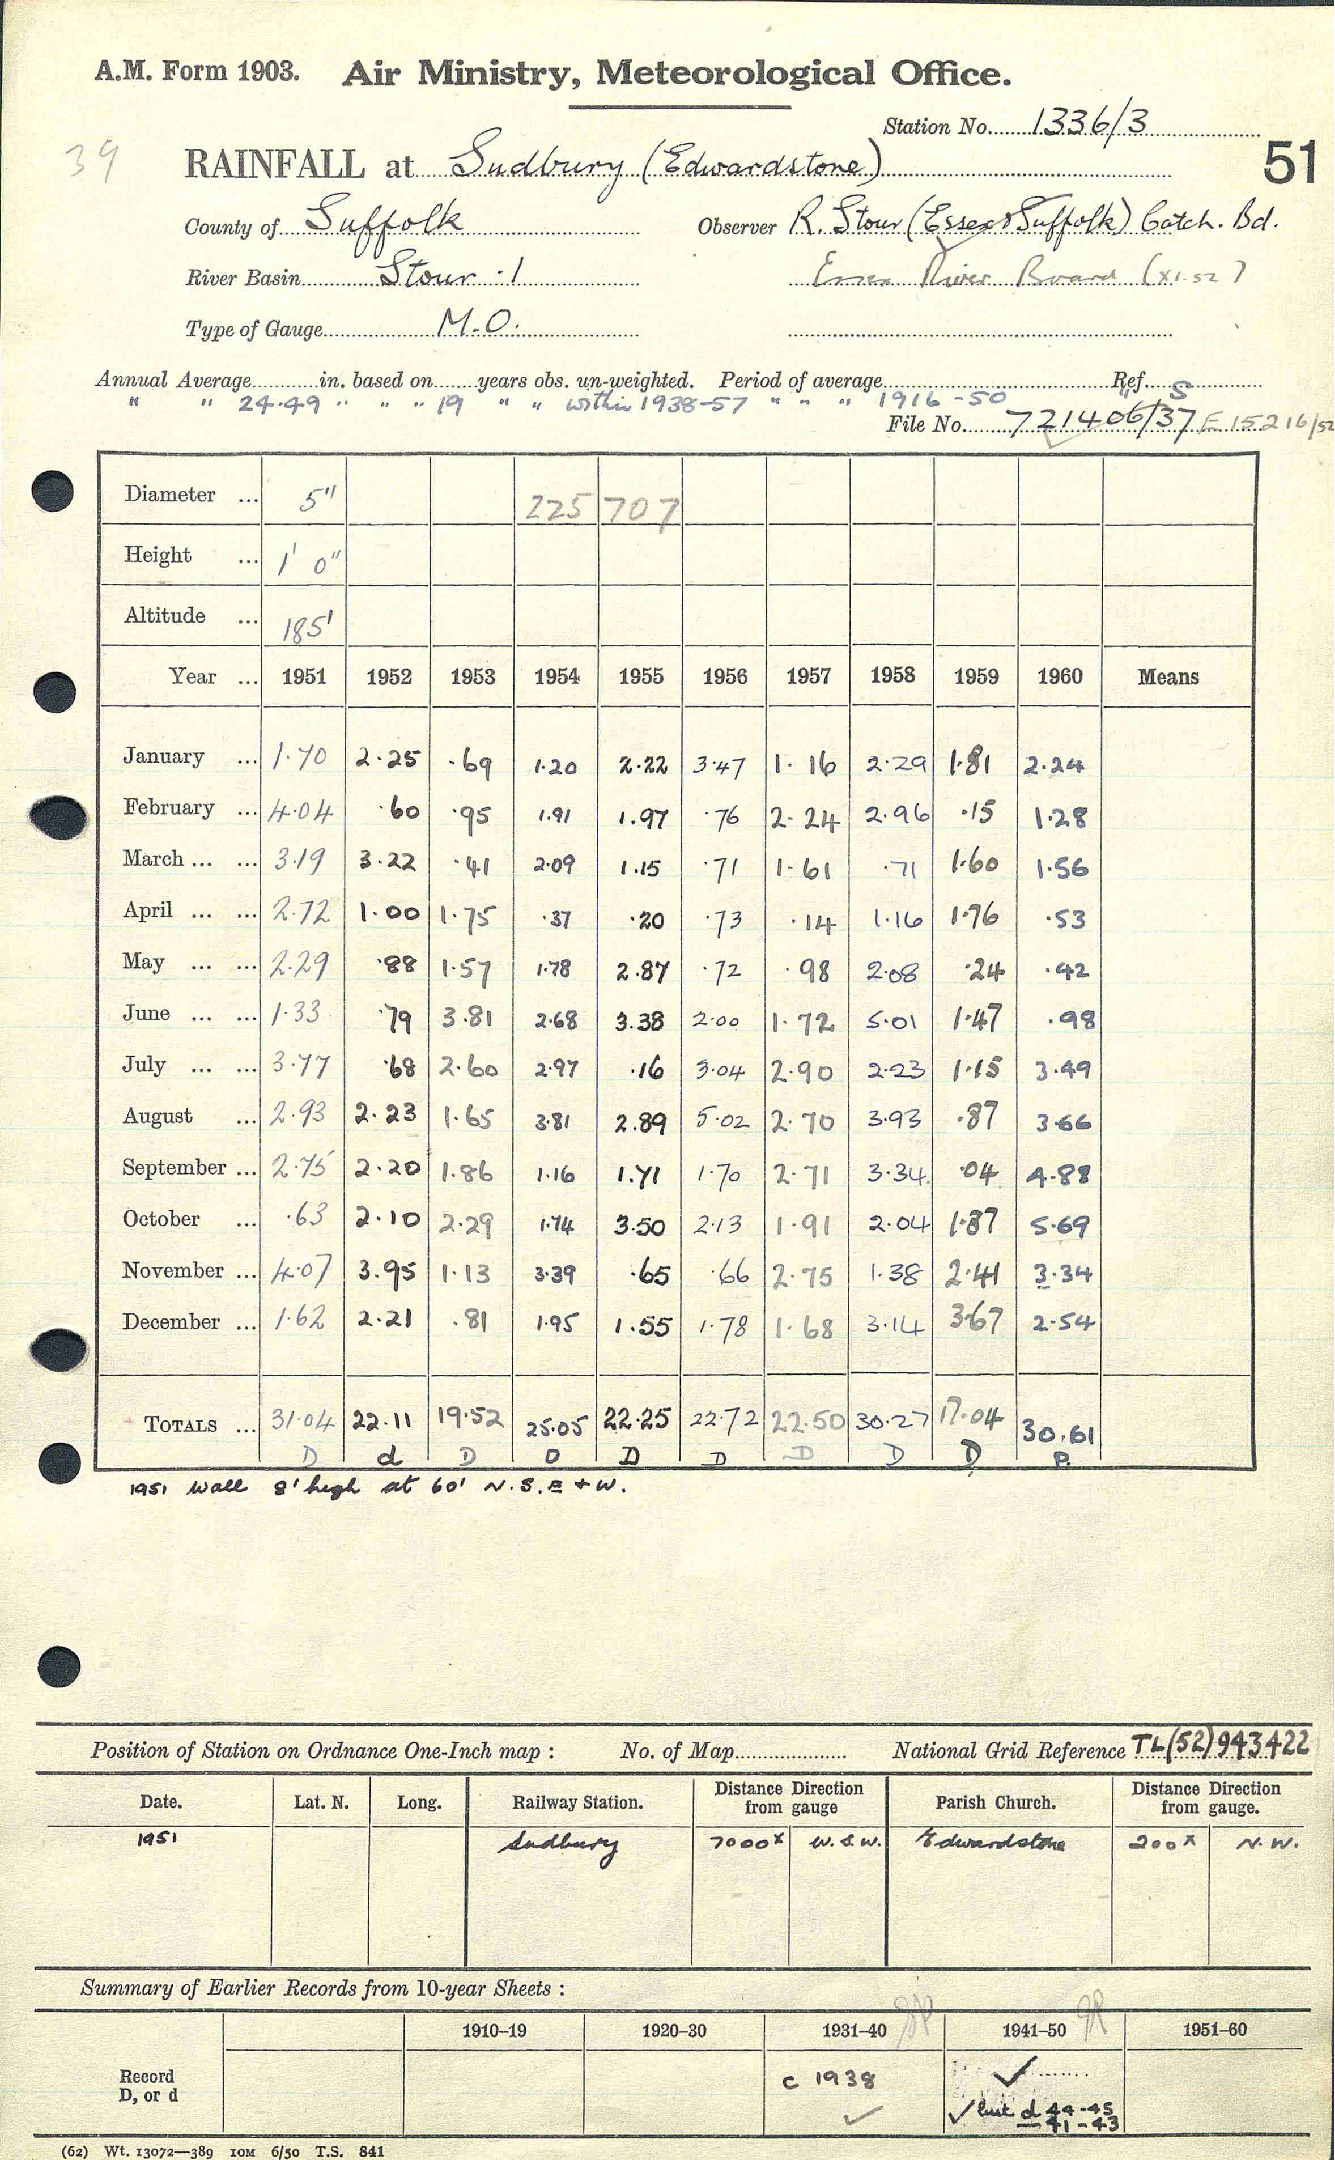 A.M. Form 1903. Air Ministry, Meteorological Office.
Station No. 1336/3
39 RAINFALL at Sudbury (Edwardstone) 51
County of Suffolk Observer R. Stour (Essex & Suffolk) Catch. Bd.
River Basin Stour · 1 Essex River Board (XI.52)
Type of Gauge M.O.
Annual Average in. based on years obs. un-weighted. Period of average Ref. S
" " 24.49 " " " 19 " " within 1938-57 " " " 1916-50 "
File No. 721406/37 E 15216/52
Diameter ... 5" 225 707
Height ... 1' 0"
Altitude ... 185'
Year ... 1951 1952 1953 1954 1955 1956 1957 1958 1959 1960 Means
January ... 1.70 2.25 .69 1.20 2.22 3.47 1.16 2.29 1.81 2.24
February ... 4.04 .60 .95 1.91 1.97 .76 2.24 2.96 .15 1.28
March ... ... 3.19 3.22 .41 2.09 1.15 .71 1.61 .71 1.60 1.56
April ... ... 2.72 1.00 1.75 .37 .20 .73 .14 1.16 1.76 .53
May ... ... 2.29 .88 1.57 1.78 2.87 .72 .98 2.08 .24 .42
June ... ... 1.33 .79 3.81 2.68 3.38 2.00 1.72 5.01 1.47 .98
July ... ... 3.77 .68 2.60 2.97 .16 3.04 2.90 2.23 1.15 3.49
August ... 2.93 2.23 1.65 3.81 2.89 5.02 2.70 3.93 .87 3.66
September ... 2.75 2.20 1.86 1.16 1.71 1.70 2.71 3.34 .04 4.88
October ... .63 2.10 2.29 1.74 3.50 2.13 1.91 2.04 1.87 5.69
November ... 4.07 3.95 1.13 3.39 .65 .66 2.75 1.38 2.41 3.34
December ... 1.62 2.21 .81 1.95 1.55 1.78 1.68 3.14 3.67 2.54
TOTALS ... 31.04 22.11 19.52 25.05 22.25 22.72 22.50 30.27 17.04 30.61
D d D D D D D D D D
1951 wall 8' high at 60' N.S.E + W.
Position of Station on Ordnance One-Inch map : No. of Map National Grid Reference TL(52)943422
Date. Lat. N. Long. Railway Station. Distance Direction from gauge Parish Church. Distance Direction from gauge.
1951 Sudbury 7000x W.S.W. Edwardstone 200x N.W.
Summary of Earlier Records from 10-year Sheets :
1910–19 1920–30 1931–40 1941–50 1951–60
Record D, or d c 1938 ✓ ✓
✓ but d 44-45
41-43
(62) Wt. 13072—389 10M 6/50 T.S. 841